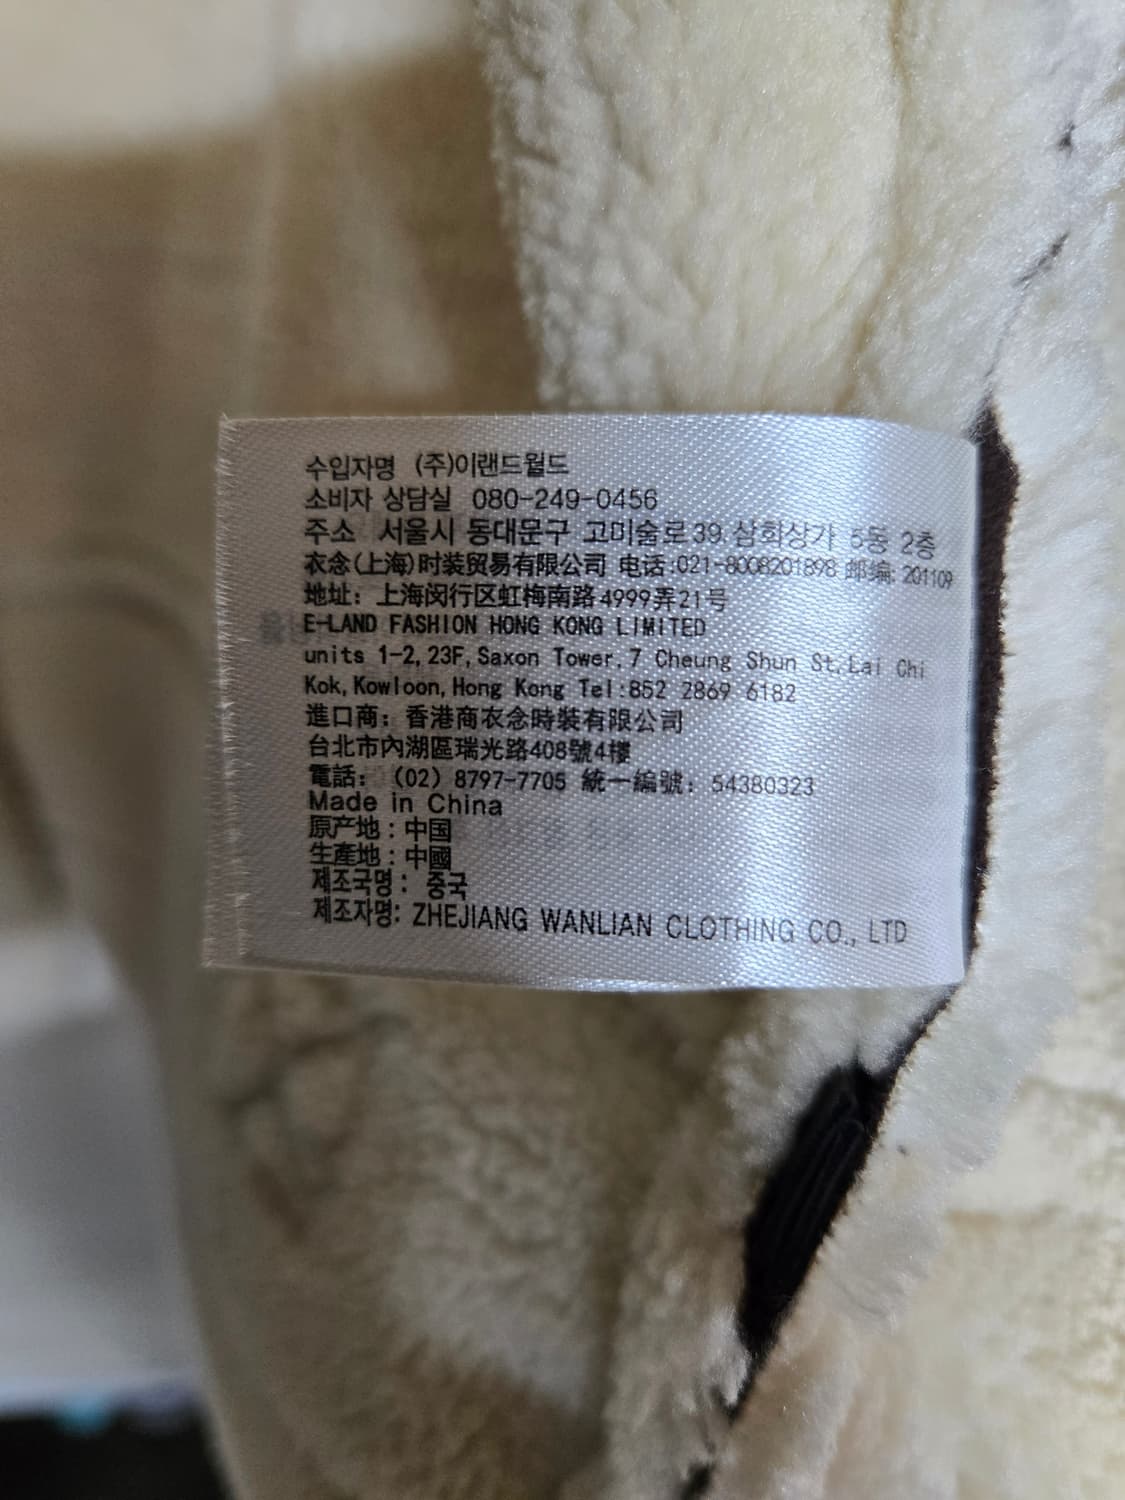 수입자명 (주)이랜드월드
소비자 상담실 080-249-0456
주소 서울시 동대문구 고미술로39. 삼희상가 5동 2층
衣念(上海)时装贸易有限公司 电话:021-8008201898 邮编:201109
地址: 上海闵行区虹梅南路4999弄21号
E-LAND FASHION HONG KONG LIMITED
units 1-2,23F,Saxon Tower,7 Cheung Shun St.Lai Chi
Kok,Kowloon,Hong Kong Tel:852 2869 6182
進口商: 香港商衣念時裝有限公司
台北市內湖區瑞光路408號4樓
電話: (02) 8797-7705 統一編號: 54380323
Made in China
原产地:中国
生産地:中國
제조국명: 중국
제조자명: ZHEJIANG WANLIAN CLOTHING CO., LTD